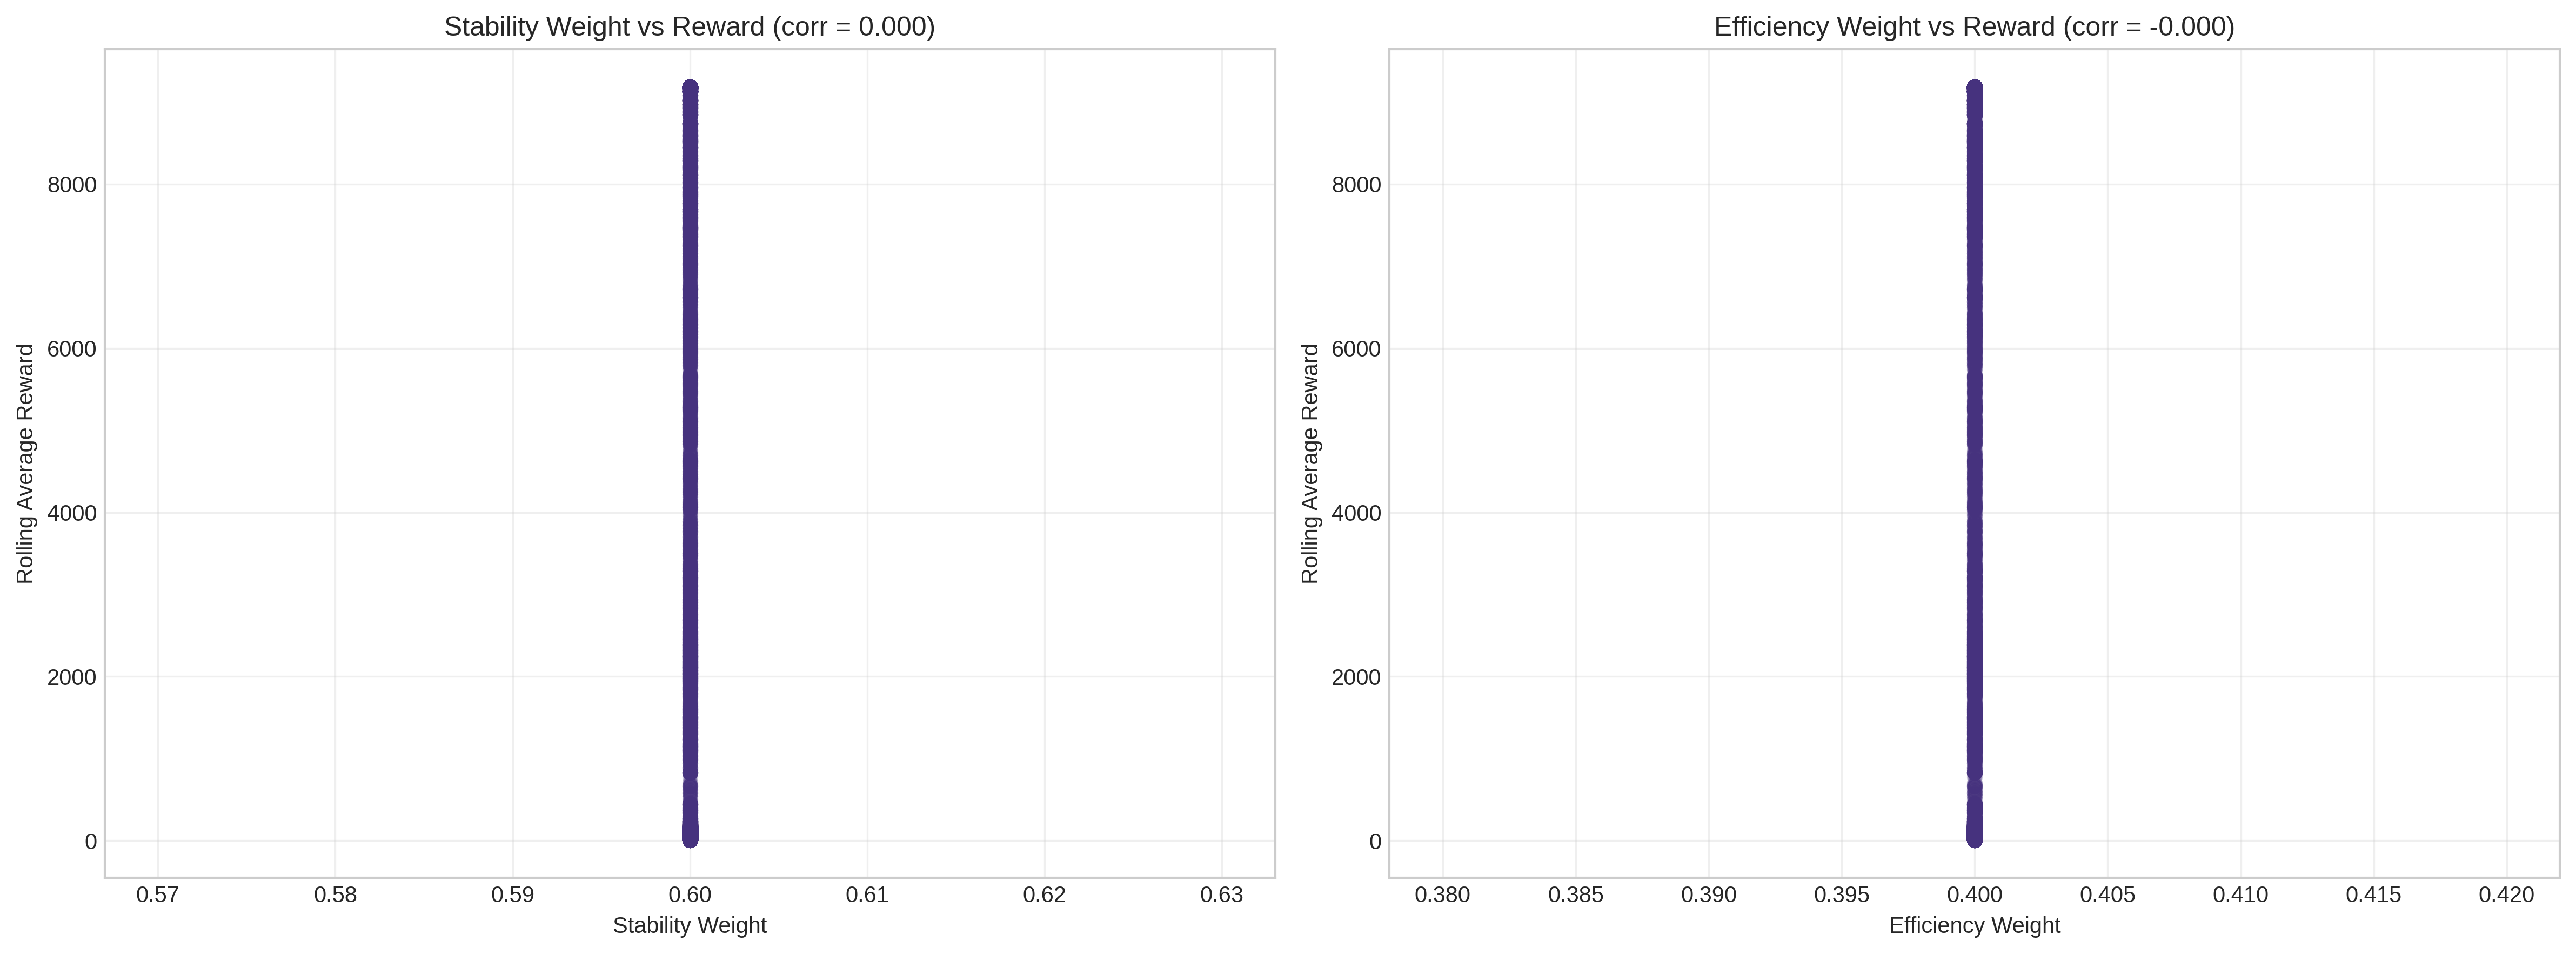 Stability Weight vs Reward (corr = 0.000)
Rolling Average Reward
8000
6000
4000
2000
0
0.57 0.58 0.59 0.60 0.61 0.62 0.63
Stability Weight
Efficiency Weight vs Reward (corr = -0.000)
Rolling Average Reward
8000
6000
4000
2000
0
0.380 0.385 0.390 0.395 0.400 0.405 0.410 0.415 0.420
Efficiency Weight